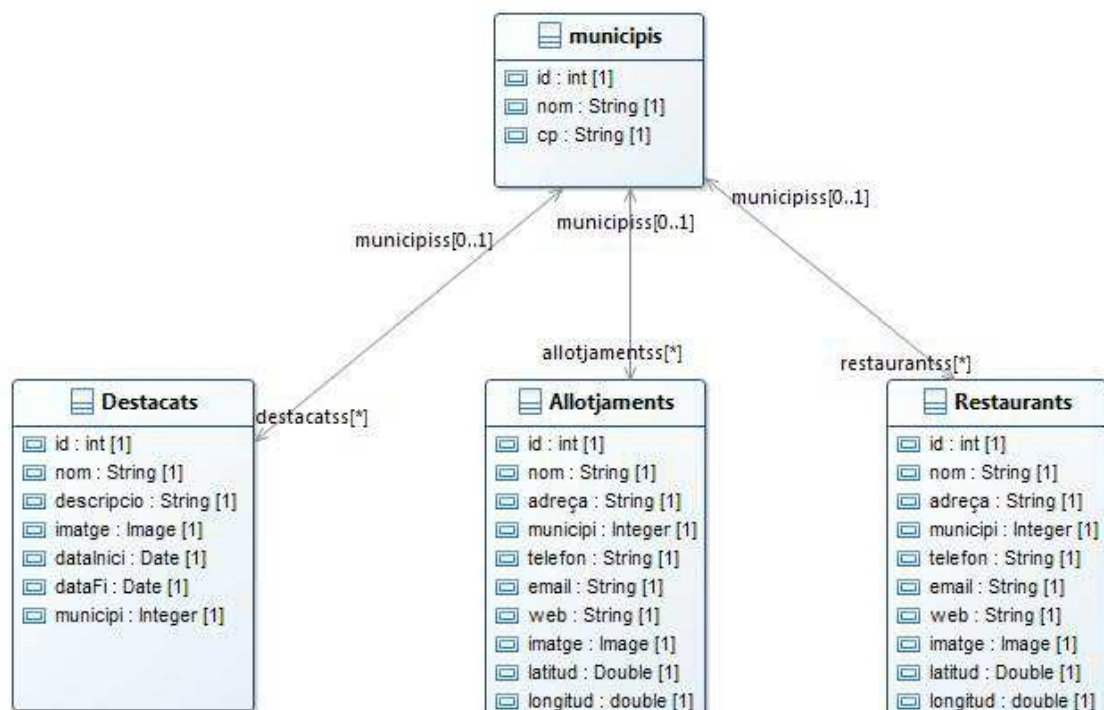 municipis
id : int [1]
nom : String [1]
cp : String [1]
municipiss[0..1]
municipiss[0..1]
municipiss[0..1]
destacatss[*]
allotjamentss[*]
restaurantss[*]
Destacats
id : int [1]
nom : String [1]
descripcio : String [1]
imatge : Image [1]
dataInici : Date [1]
dataFi : Date [1]
municipi : Integer [1]
Allotjaments
id : int [1]
nom : String [1]
adreça : String [1]
municipi : Integer [1]
telefon : String [1]
email : String [1]
web : String [1]
imatge : Image [1]
latitud : Double [1]
longitud : double [1]
Restaurants
id : int [1]
nom : String [1]
adreça : String [1]
municipi : Integer [1]
telefon : String [1]
email : String [1]
web : String [1]
imatge : Image [1]
latitud : Double [1]
longitud : double [1]